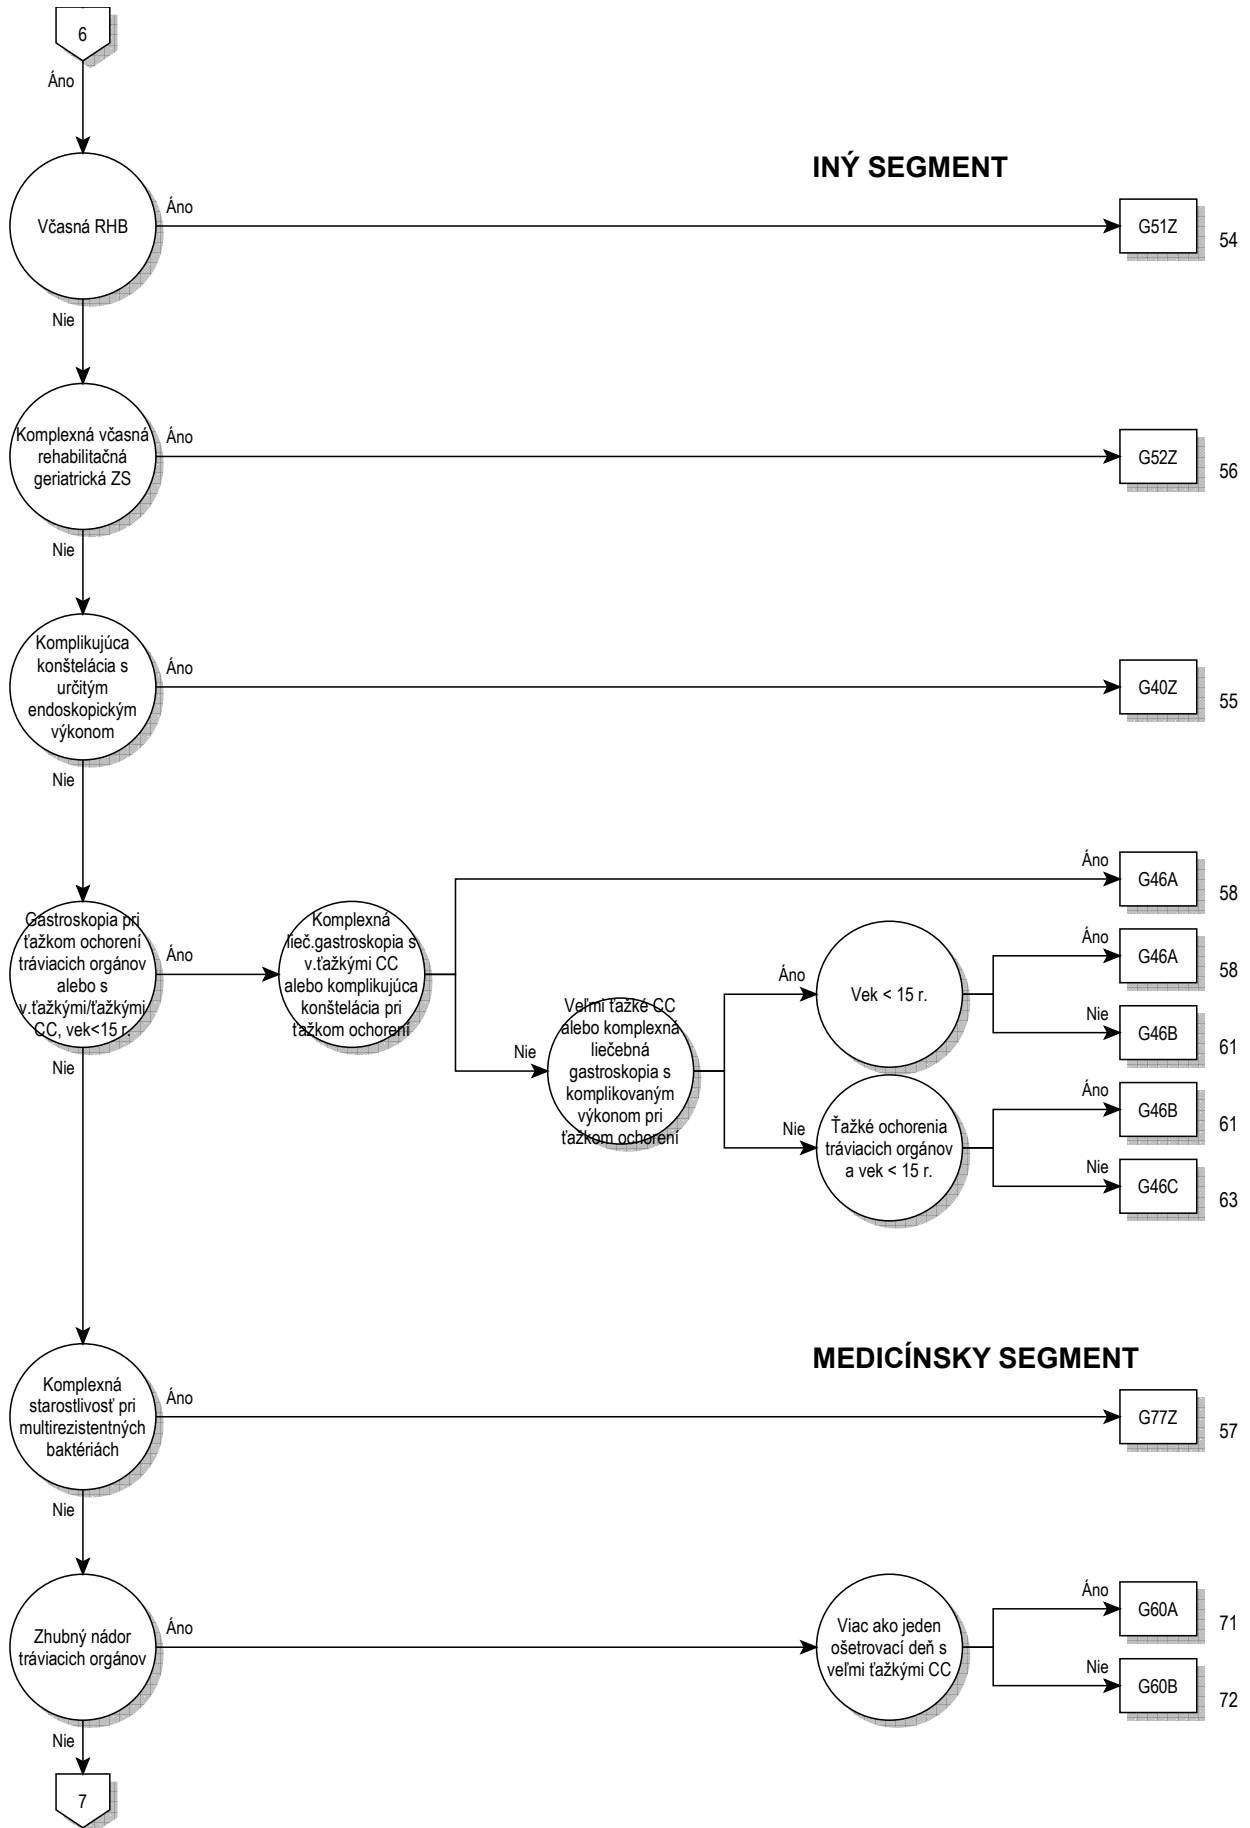 6
Áno
INÝ SEGMENT
Včasná RHB
Áno
G51Z
54
Nie
Komplexná včasná
rehabilitačná
geriatrická ZS
Áno
G52Z
56
Nie
Komplikujúca
konštelácia s
určitým
endoskopickým
výkonom
Áno
G40Z
55
Nie
Gastroskopia pri
ťažkom ochorení
tráviacich orgánov
alebo s
v.ťažkými/ťažkými
CC, vek<15 r.
Áno
Komplexná
lieč.gastroskopia s
v.ťažkými CC
alebo komplikujúca
konštelácia pri
ťažkom ochorení
Áno
G46A
58
Nie
Veľmi ťažké CC
alebo komplexná
liečebná
gastroskopia s
komplikovaným
výkonom pri
ťažkom ochorení
Áno
Vek < 15 r.
Áno
G46A
58
Nie
G46B
61
Nie
Ťažké ochorenia
tráviacich orgánov
a vek < 15 r.
Áno
G46B
61
Nie
G46C
63
Nie
MEDICÍNSKY SEGMENT
Komplexná
starostlivosť pri
multirezistentných
baktériách
Áno
G77Z
57
Nie
Zhubný nádor
tráviacich orgánov
Áno
Viac ako jeden
ošetrovací deň s
veľmi ťažkými CC
Áno
G60A
71
Nie
G60B
72
Nie
7